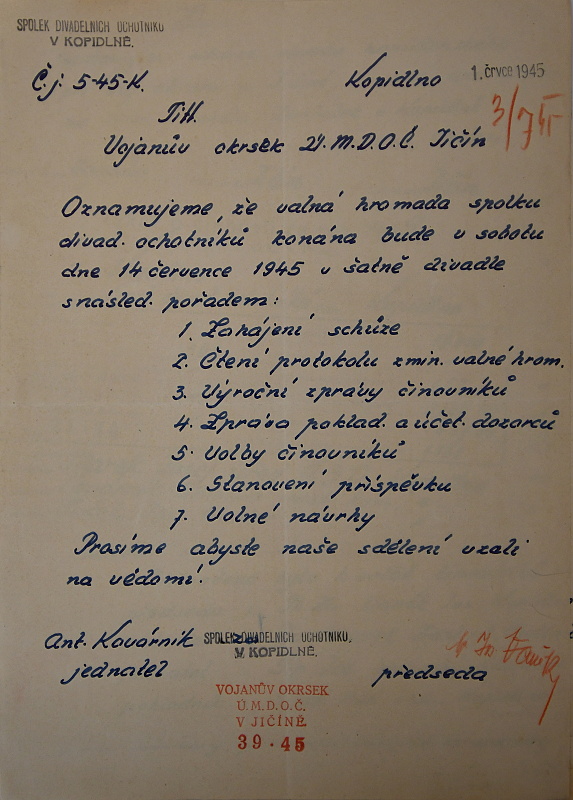 SPOLEK DIVADELNÍCH OCHOTNÍKŮ
V KOPIDLNĚ.
Č.j. 5-45-K.
Kopidlno 1. črvce 1945
3/7 45
Tit.
Vojanův okrsek Ú.M.D.O.Č. Jičín
Oznamujeme, že valná hromada spolku
divad. ochotníků konána bude v sobotu
dne 14 července 1945 v šatně divadle
s násled. pořadem:
1. Zahájení schůze
2. Čtení protokolu z min. valné hrom.
3. Výroční zprávy činovníků
4. Zpráva poklad. a účet. dozorců
5. Volby činovníků
6. Stanovení příspěvku
7. Volné návrhy
Prosíme abyste naše sdělení vzali
na vědomí.
Ant. Kovárník
za
SPOLEK DIVADELNÍCH OCHOTNÍKŮ,
V KOPIDLNĚ.
jednatel předseda
VOJANŮV OKRSEK
Ú.M.D.O.Č.
V JIČÍNĚ
39·45